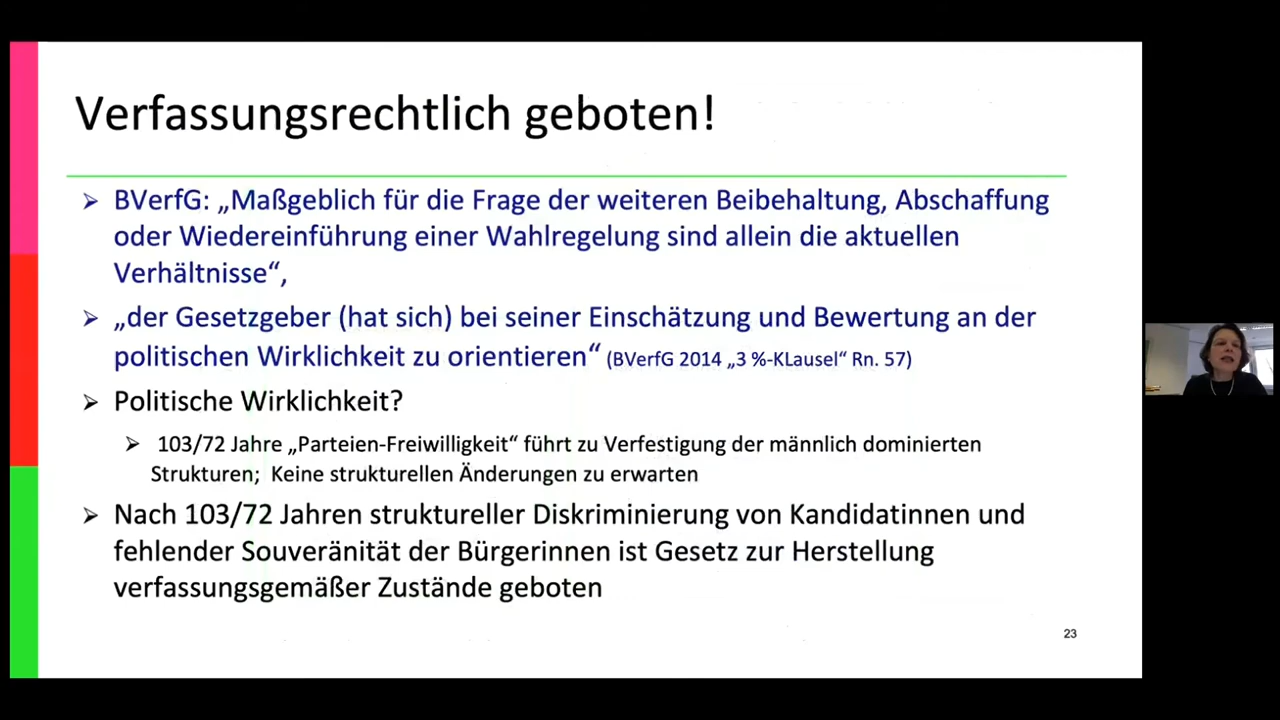 Verfassungsrechtlich geboten!
BVerfG: „Maßgeblich für die Frage der weiteren Beibehaltung, Abschaffung
oder Wiedereinführung einer Wahlregelung sind allein die aktuellen
Verhältnisse“,
„der Gesetzgeber (hat sich) bei seiner Einschätzung und Bewertung an der
politischen Wirklichkeit zu orientieren“ (BVerfG 2014 „3 %-KLausel“ Rn. 57)
Politische Wirklichkeit?
103/72 Jahre „Parteien-Freiwilligkeit“ führt zu Verfestigung der männlich dominierten
Strukturen; Keine strukturellen Änderungen zu erwarten
Nach 103/72 Jahren struktureller Diskriminierung von Kandidatinnen und
fehlender Souveränität der Bürgerinnen ist Gesetz zur Herstellung
verfassungsgemäßer Zustände geboten
23